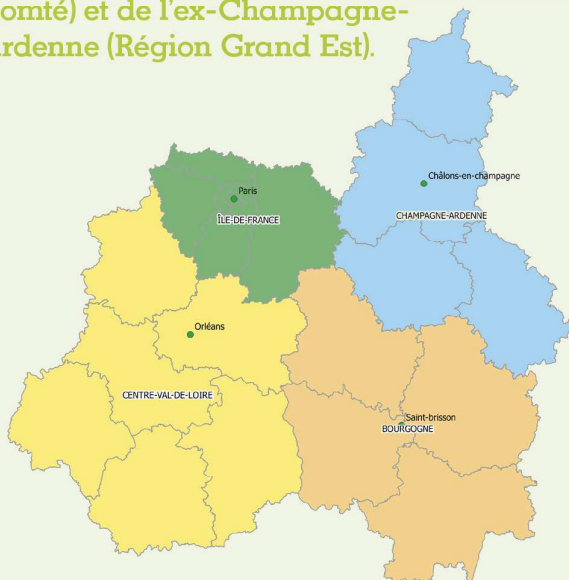 omté) et de l'ex-Champagne-
rdenne (Région Grand Est).
Châlons-en-champagne
Paris
CHAMPAGNE-ARDENNE
ÎLE-DE-FRANCE
Orléans
CENTRE-VAL-DE-LOIRE
Saint-brisson
BOURGOGNE